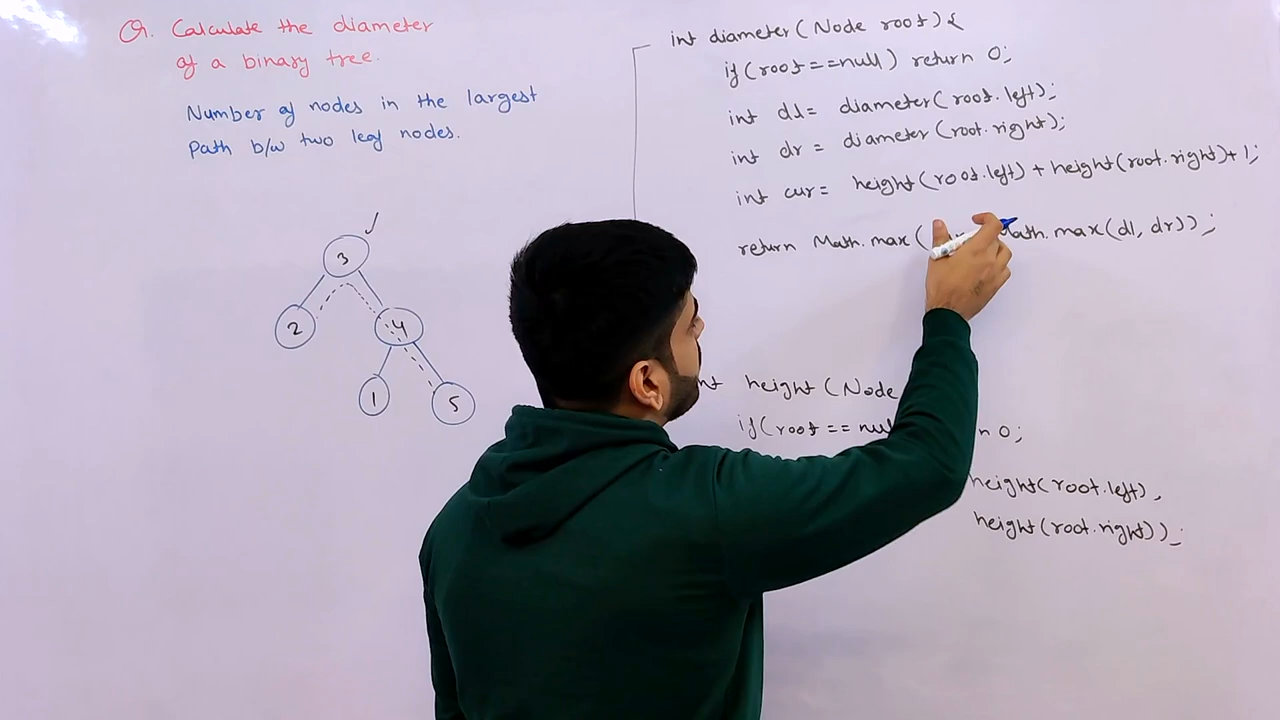 Q. Calculate the diameter
of a binary tree.
Number of nodes in the largest
Path b/w two leaf nodes.
3
2
4
1
5
int diameter(Node root){
if(root==null) return 0;
int dl= diameter(root.left);
int dr = diameter(root.right);
int cur= height(root.left) + height(root.right)+1;
return Math.max( Math.max(dl, dr));
height (Node
if(root == 0;
height(root.left),
height(root.right));